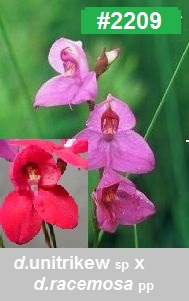 #2209
d.unitrikew sp x
d.racemosa pp